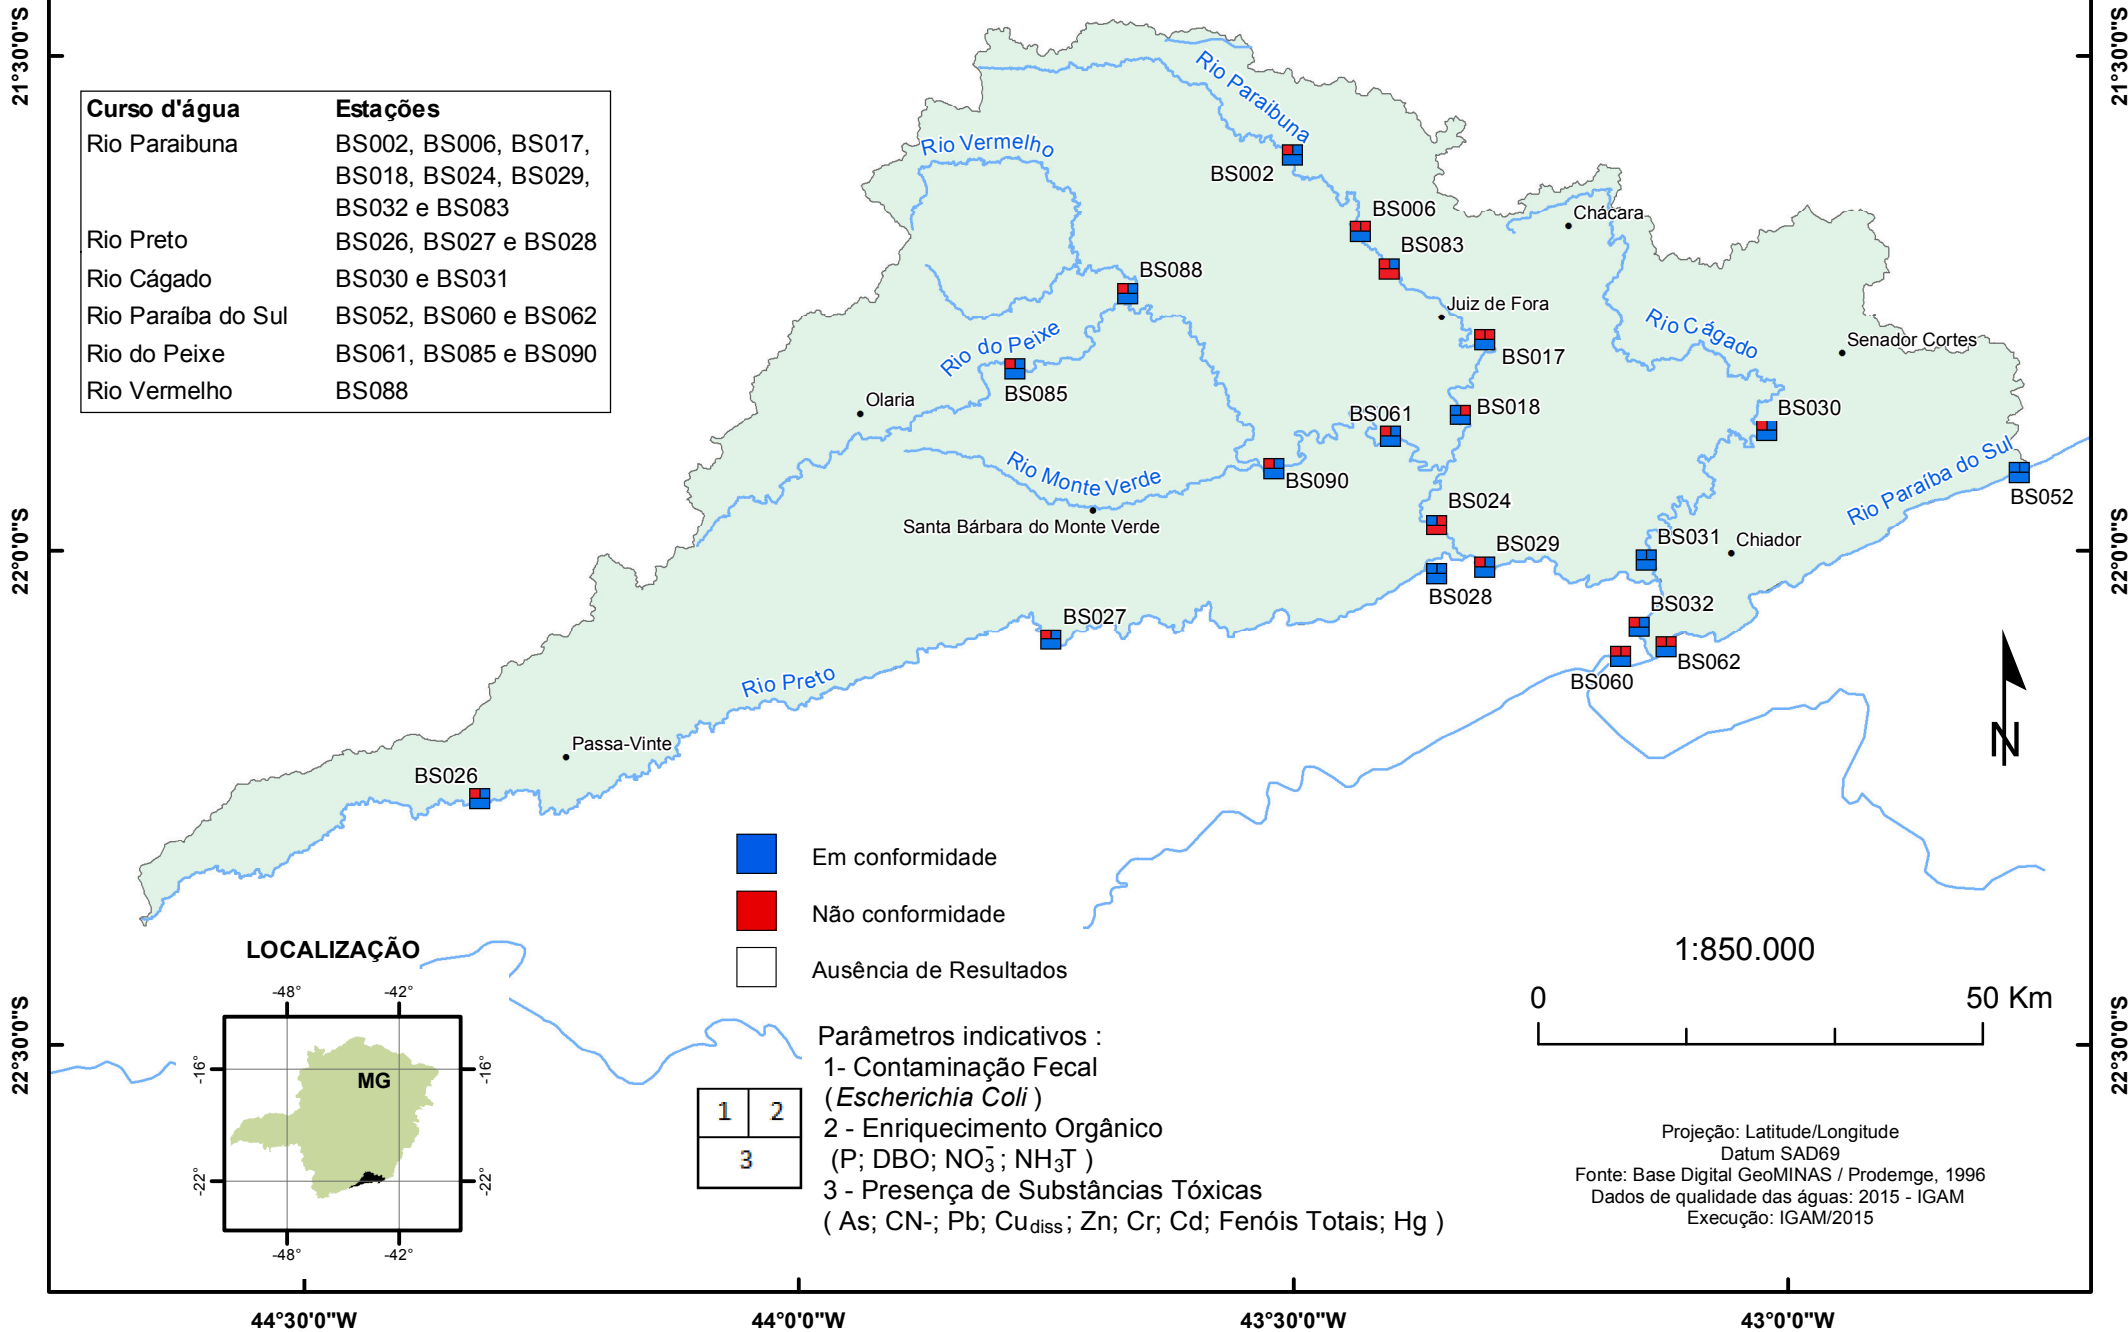 21°30'0"S
21°30'0"S
Curso d'água Estações
Rio Paraibuna BS002, BS006, BS017,
BS018, BS024, BS029,
BS032 e BS083
Rio Preto BS026, BS027 e BS028
Rio Cágado BS030 e BS031
Rio Paraíba do Sul BS052, BS060 e BS062
Rio do Peixe BS061, BS085 e BS090
Rio Vermelho BS088
Rio Paraibuna
Rio Vermelho
BS002
BS006
Chácara
BS083
BS088
Juiz de Fora
Rio Cágado
Rio do Peixe
Senador Cortes
BS017
BS085
Olaria
BS061
BS018
BS030
Rio Monte Verde
BS090
Rio Paraíba do Sul
BS052
BS024
Santa Bárbara do Monte Verde
BS029
BS031
Chiador
22°0'0"S
22°0'0"S
BS028
BS032
BS027
BS062
BS060
Rio Preto
N
Passa-Vinte
BS026
Em conformidade
Não conformidade
Ausência de Resultados
LOCALIZAÇÃO
-48° -42°
-16° -16°
MG
-22° -22°
-48° -42°
1:850.000
0 50 Km
22°30'0"S
22°30'0"S
Parâmetros indicativos :
1- Contaminação Fecal
(Escherichia Coli )
2 - Enriquecimento Orgânico
(P; DBO; NO₃⁻; NH₃T )
3 - Presença de Substâncias Tóxicas
( As; CN-; Pb; Cu diss; Zn; Cr; Cd; Fenóis Totais; Hg )
1 2
3
Projeção: Latitude/Longitude
Datum SAD69
Fonte: Base Digital GeoMINAS / Prodemge, 1996
Dados de qualidade das águas: 2015 - IGAM
Execução: IGAM/2015
44°30'0"W 44°0'0"W 43°30'0"W 43°0'0"W